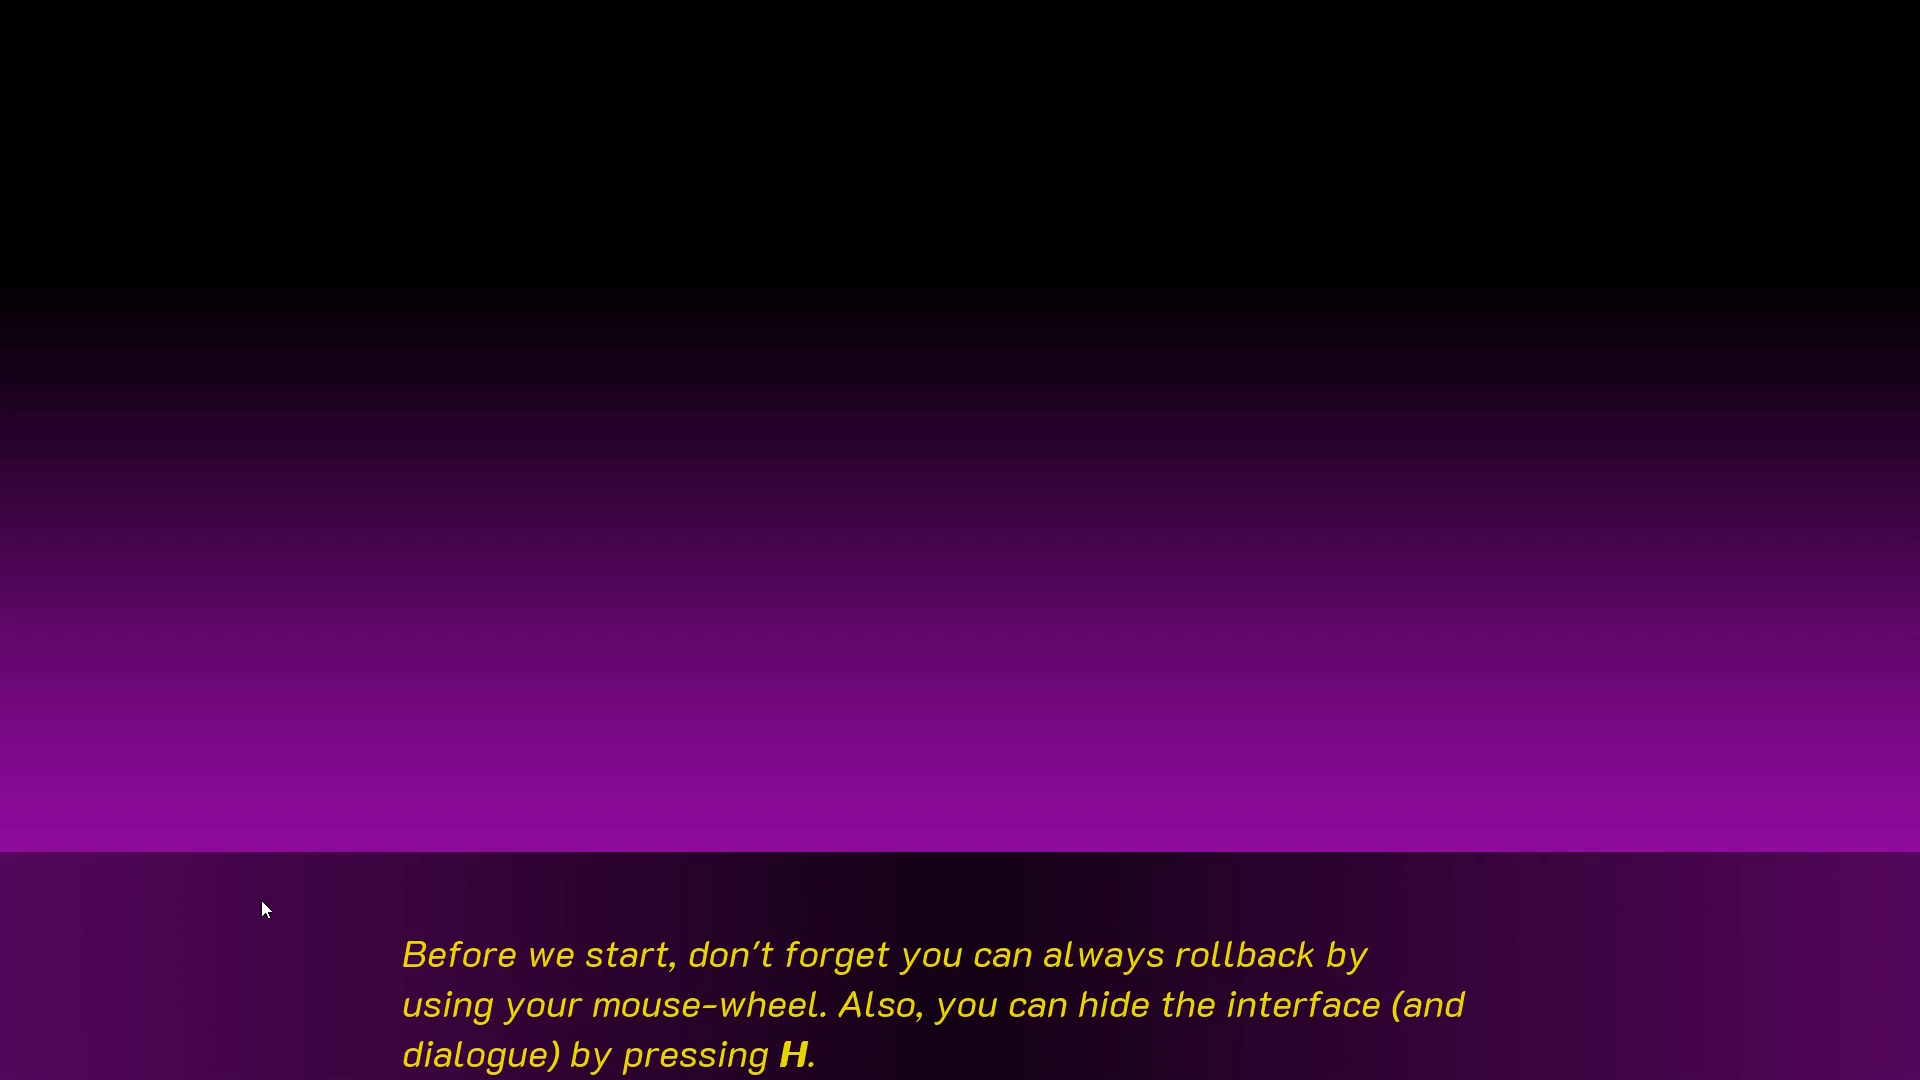 Before we start, don't forget you can always rollback by
using your mouse-wheel. Also, you can hide the interface (and
dialogue) by pressing H.